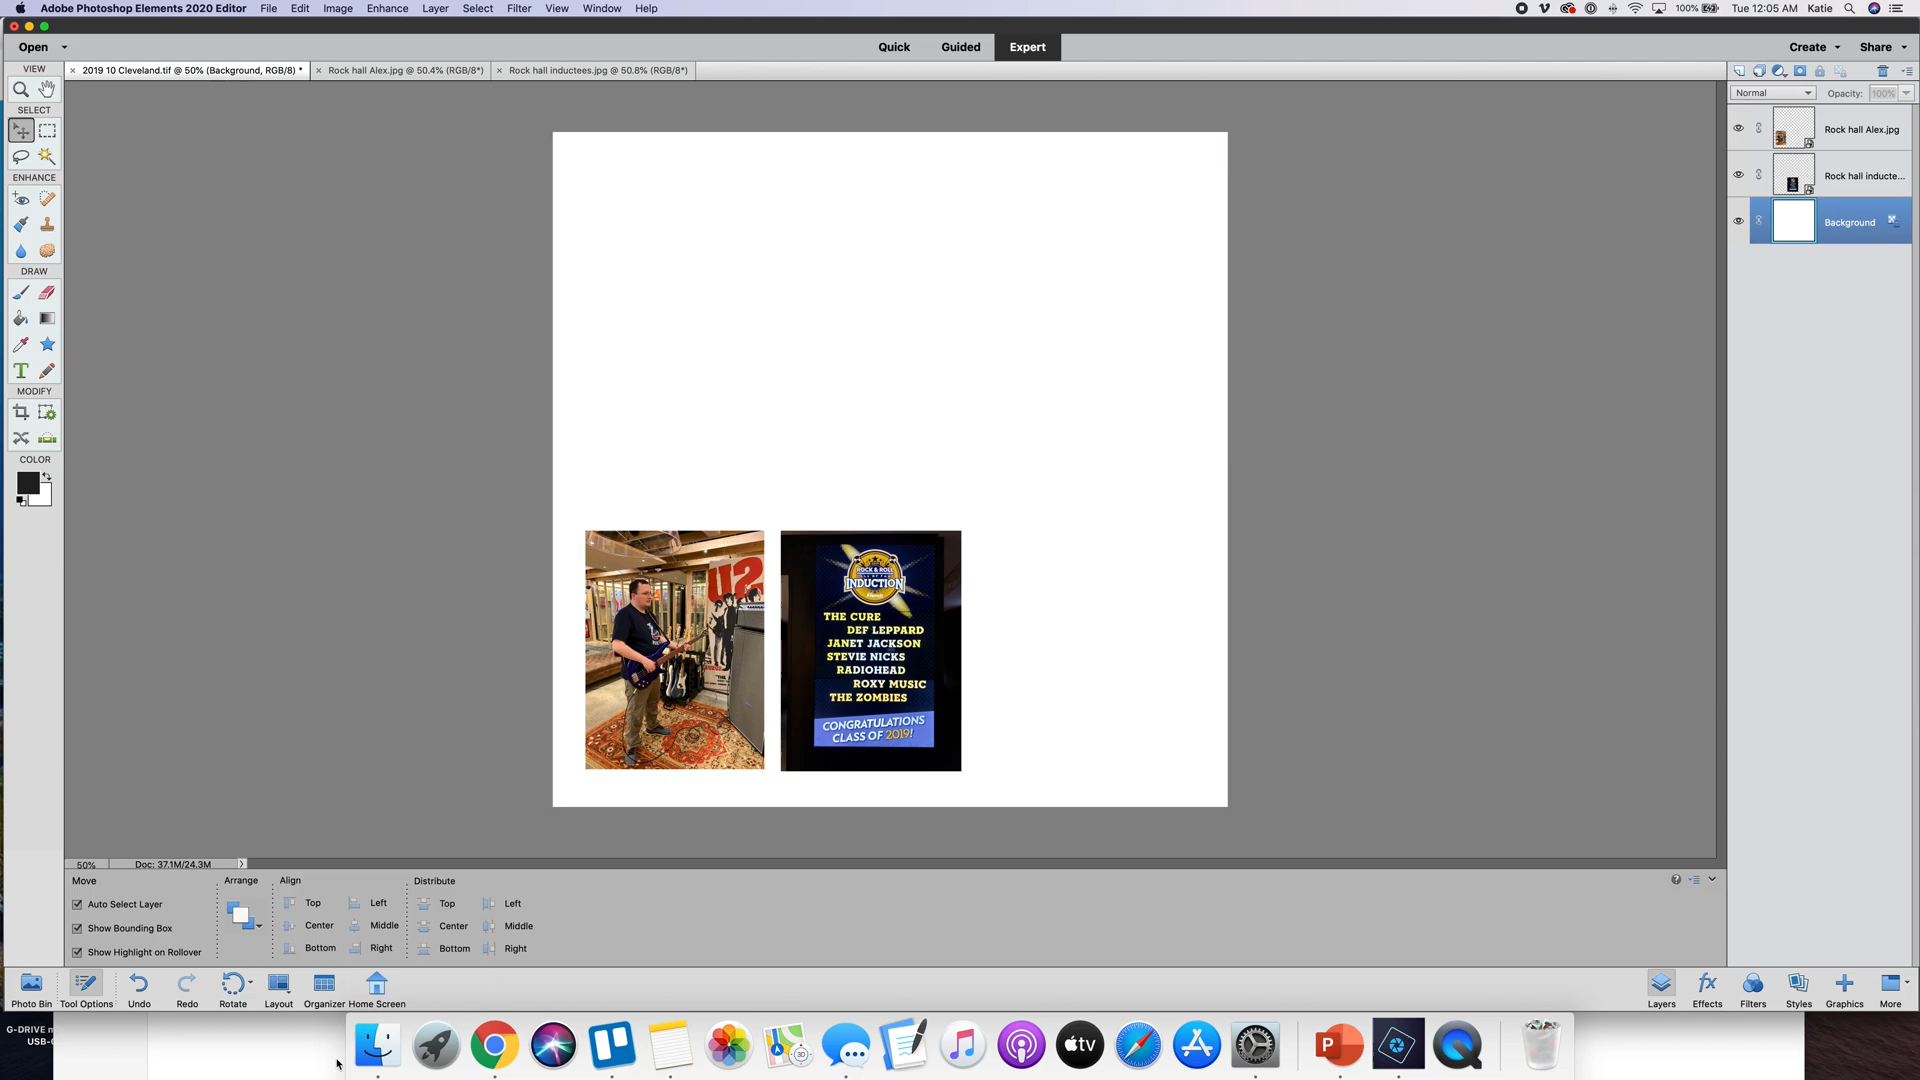 Adobe Photoshop Elements 2020 Editor File Edit Image Enhance Layer Select Filter View Window Help 100% Tue 12:05 AM Katie
Open Quick Guided Expert Create Share
VIEW × 2019 10 Cleveland.tif @ 50% (Background, RGB/8) * × Rock hall Alex.jpg @ 50.4% (RGB/8*) × Rock hall inductees.jpg @ 50.8% (RGB/8*)
Normal Opacity: 100%
SELECT
Rock hall Alex.jpg
Rock hall inducte...
ENHANCE
Background
DRAW
MODIFY
COLOR
U2
ROCK & ROLL
INDUCTION
THE CURE
DEF LEPPARD
JANET JACKSON
STEVIE NICKS
RADIOHEAD
ROXY MUSIC
THE ZOMBIES
CONGRATULATIONS
CLASS OF 2019!
50% Doc: 37.1M/24.3M
Move Arrange Align Distribute
Auto Select Layer Top Left Top Left
Show Bounding Box Center Middle Center Middle
Show Highlight on Rollover Bottom Right Bottom Right
Photo Bin Tool Options Undo Redo Rotate Layout Organizer Home Screen Layers Effects Filters Styles Graphics More
G-DRIVE m
USB-C
3D
tv
P